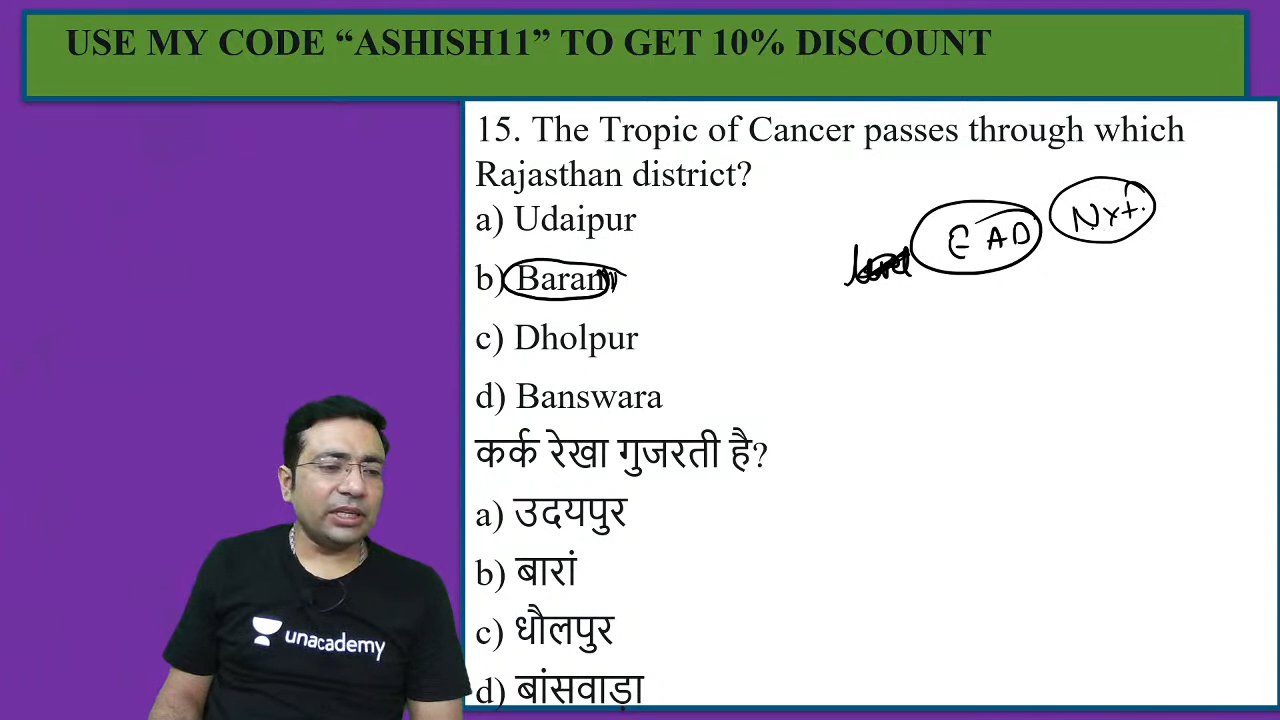 USE MY CODE “ASHISH11” TO GET 10% DISCOUNT
15. The Tropic of Cancer passes through which
Rajasthan district?
a) Udaipur
b) Baran
c) Dholpur
d) Banswara
E A D
Nxt.
कर्क रेखा गुजरती है?
a) उदयपुर
b) बारां
c) धौलपुर
d) बांसवाड़ा
unacademy